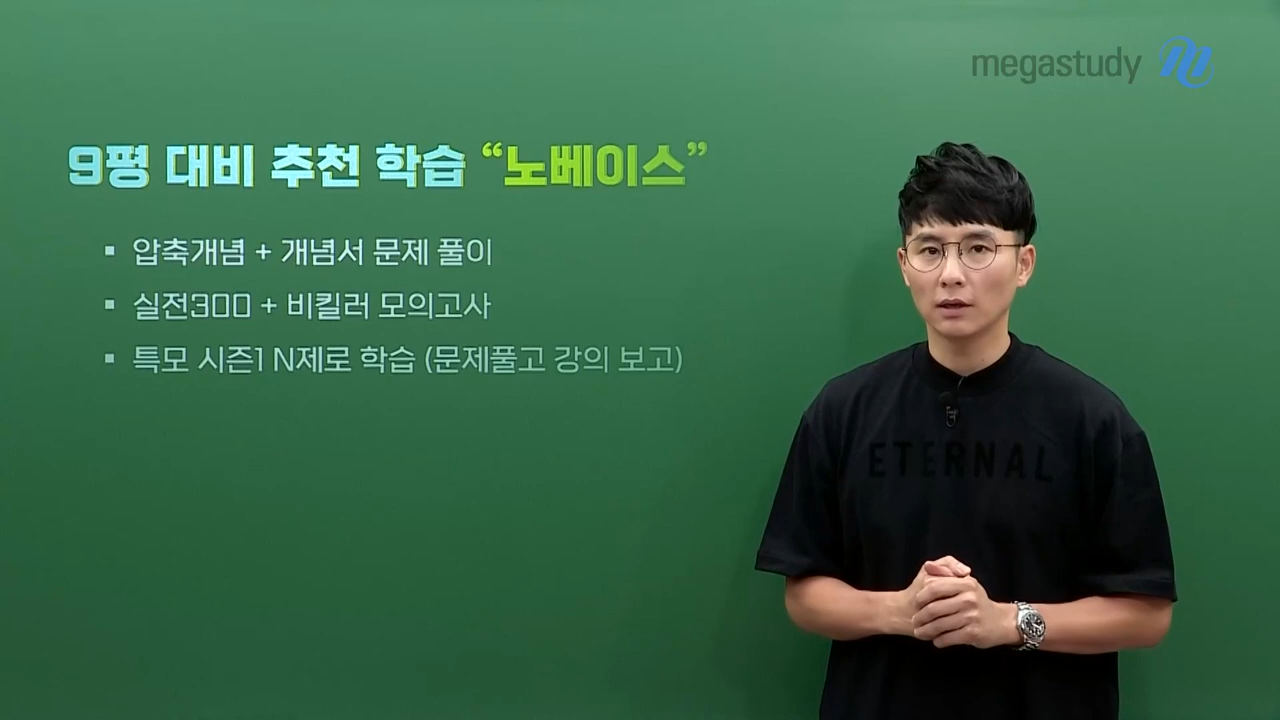 megastudy
9평 대비 추천 학습 “노베이스”
▪ 압축개념 + 개념서 문제 풀이
▪ 실전300 + 비킬러 모의고사
▪ 특모 시즌1 N제로 학습 (문제풀고 강의 보고)
ETERNAL